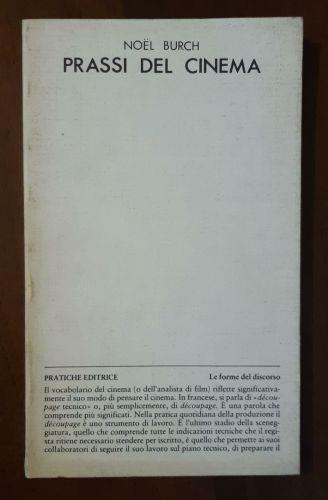 NOËL BURCH
PRASSI DEL CINEMA
PRATICHE EDITRICE Le forme del discorso
Il vocabolario del cinema (o dell'analista di film) riflette significativa-
mente il suo modo di pensare il cinema. In francese, si parla di «décou-
page tecnico» o, più semplicemente, di découpage. È una parola che
comprende più significati. Nella pratica quotidiana della produzione il
découpage è uno strumento di lavoro. È l'ultimo stadio della sceneg-
giatura, quello che comprende tutte le indicazioni tecniche che il regi-
sta ritiene necessario stendere per iscritto, è quello che permette ai suoi
collaboratori di seguire il suo lavoro sul piano tecnico, di preparare il